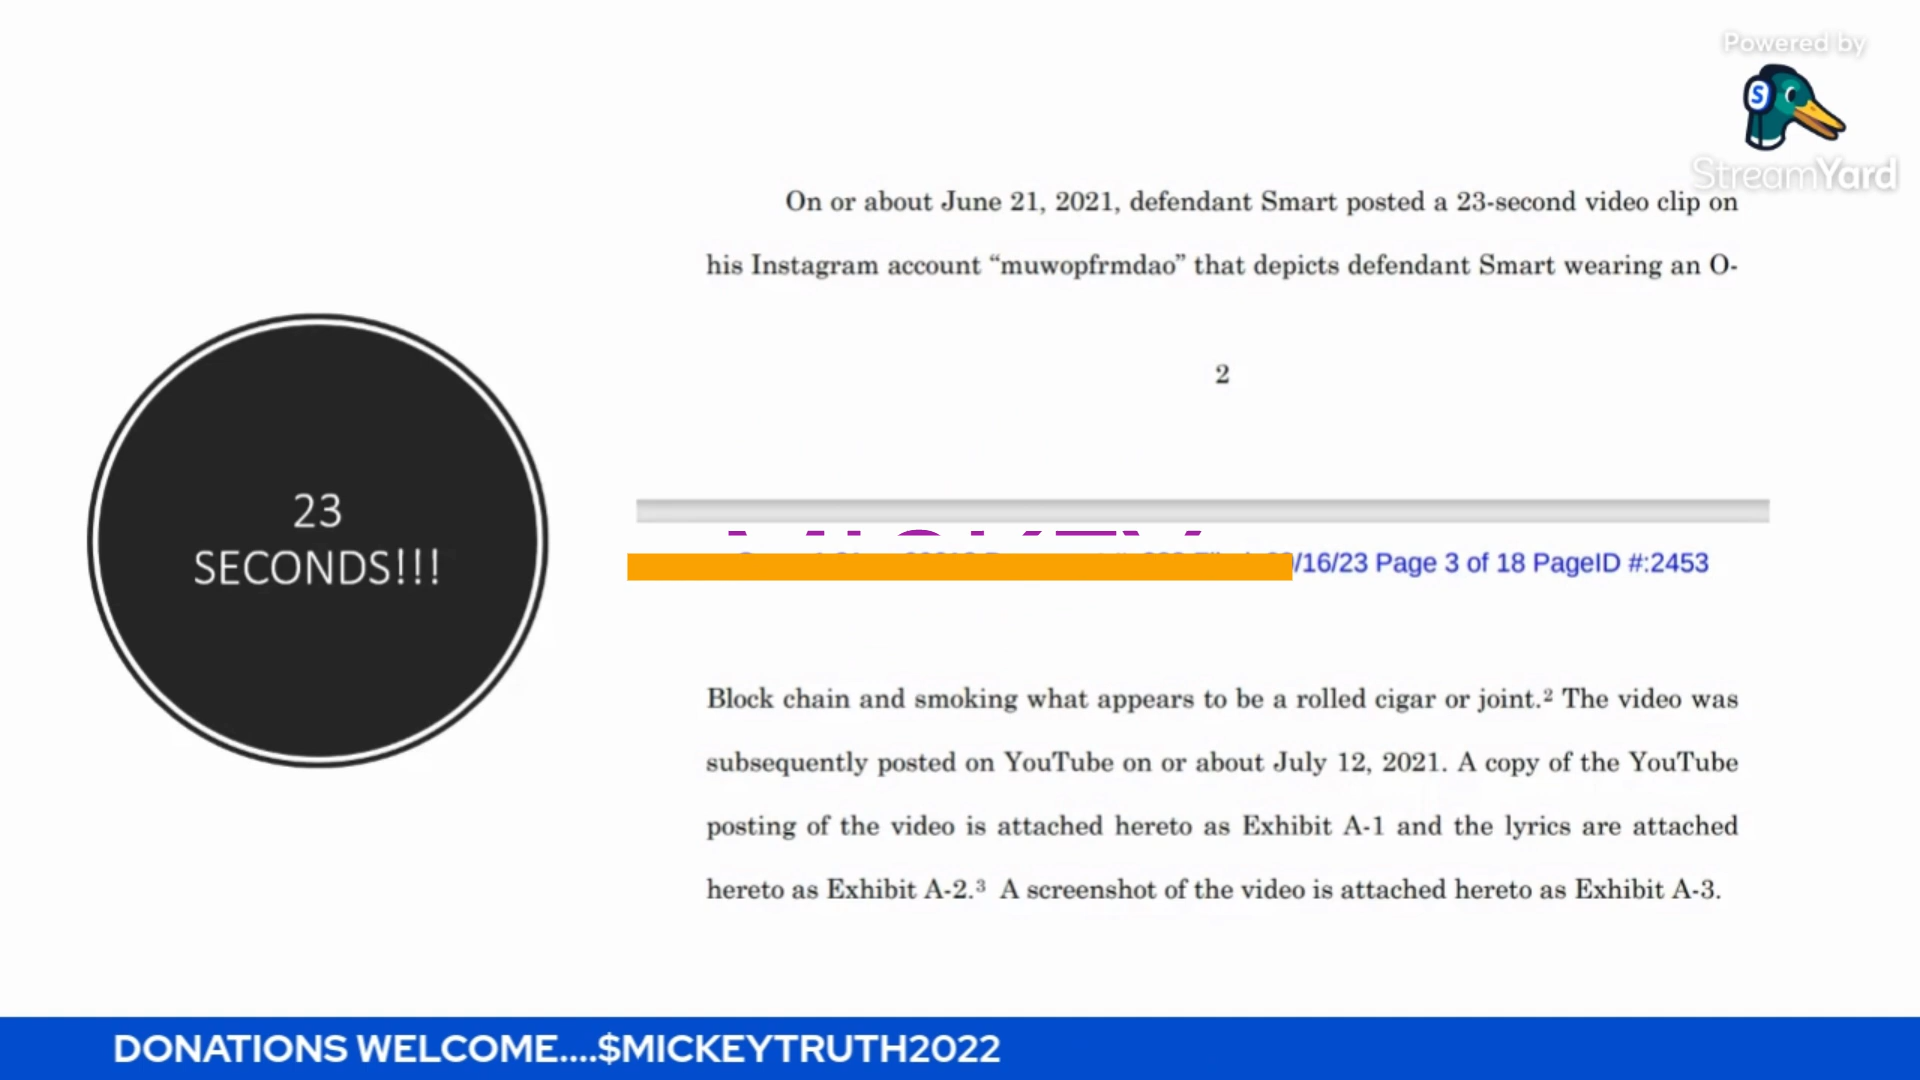 Powered by
StreamYard
On or about June 21, 2021, defendant Smart posted a 23-second video clip on
his Instagram account “muwopfrmdao” that depicts defendant Smart wearing an O-
2
23
SECONDS!!!
/16/23 Page 3 of 18 PageID #:2453
Block chain and smoking what appears to be a rolled cigar or joint.² The video was
subsequently posted on YouTube on or about July 12, 2021. A copy of the YouTube
posting of the video is attached hereto as Exhibit A-1 and the lyrics are attached
hereto as Exhibit A-2.³ A screenshot of the video is attached hereto as Exhibit A-3.
DONATIONS WELCOME....$MICKEYTRUTH2022